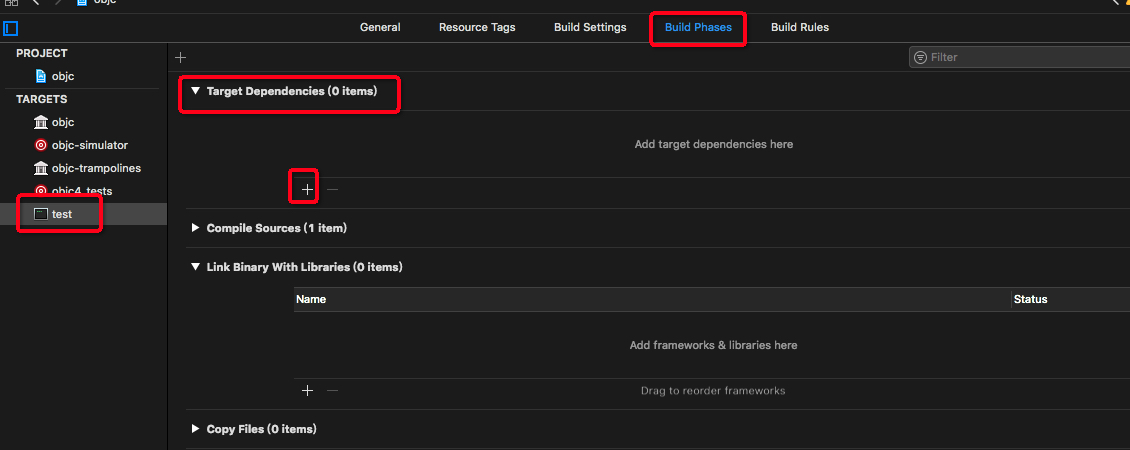 objc
General Resource Tags Build Settings Build Phases Build Rules
PROJECT
objc
TARGETS
objc
objc-simulator
objc-trampolines
objc4_tests
test
Filter
Target Dependencies (0 items)
Add target dependencies here
Compile Sources (1 item)
Link Binary With Libraries (0 items)
Name Status
Add frameworks & libraries here
Drag to reorder frameworks
Copy Files (0 items)